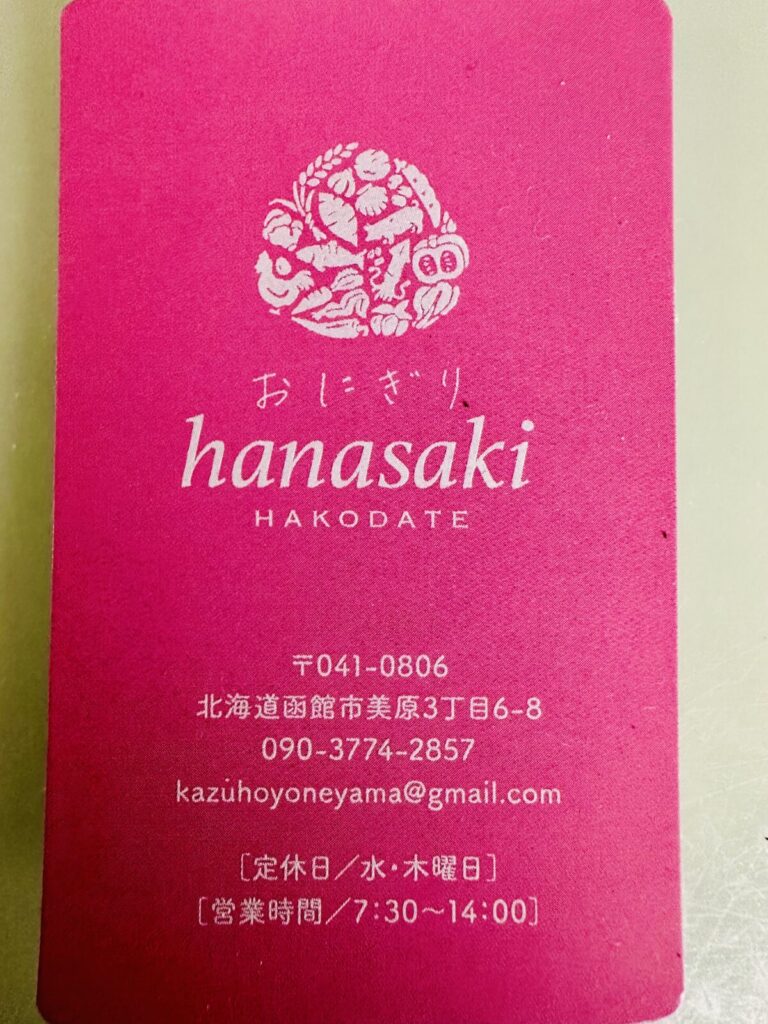 おにぎり
hanasaki
HAKODATE
〒041-0806
北海道函館市美原3丁目6-8
090-3774-2857
kazuhoyoneyama@gmail.com
［定休日／水・木曜日］
［営業時間／7:30〜14:00］